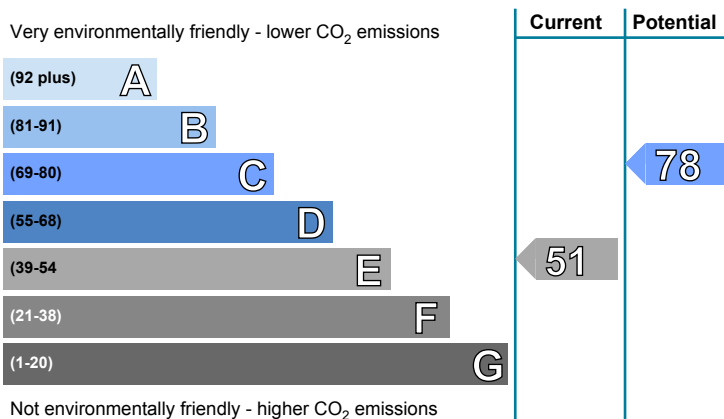 Very environmentally friendly - lower CO2 emissions
Current
Potential
(92 plus) A
(81-91) B
(69-80) C
78
(55-68) D
(39-54 E
51
(21-38) F
(1-20) G
Not environmentally friendly - higher CO2 emissions